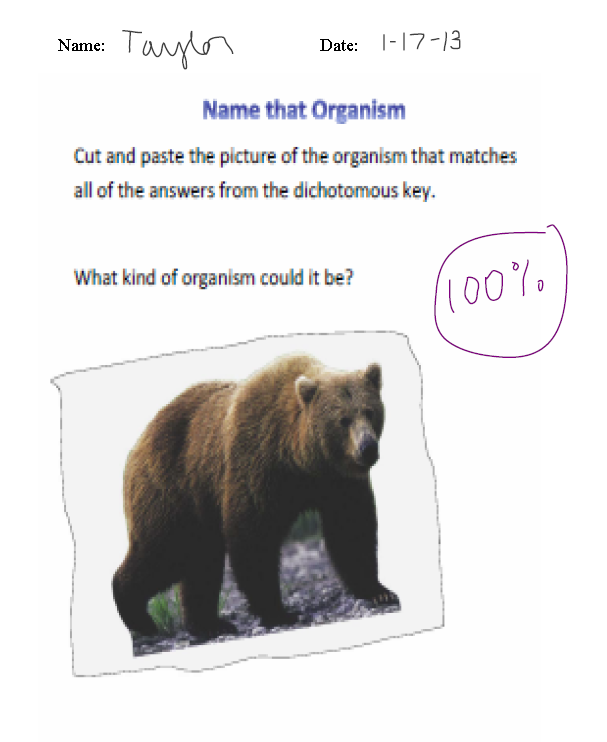 Name: Taylor Date: 1-17-13
Name that Organism
Cut and paste the picture of the organism that matches
all of the answers from the dichotomous key.
What kind of organism could it be?
100%